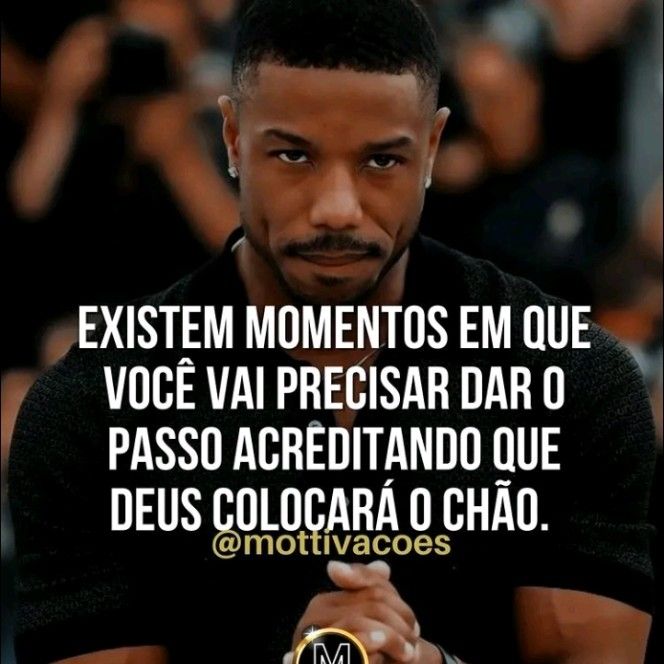 EXISTEM MOMENTOS EM QUE
VOCÊ VAI PRECISAR DAR O
PASSO ACREDITANDO QUE
DEUS COLOCARÁ O CHÃO.
@mottivacoes
M